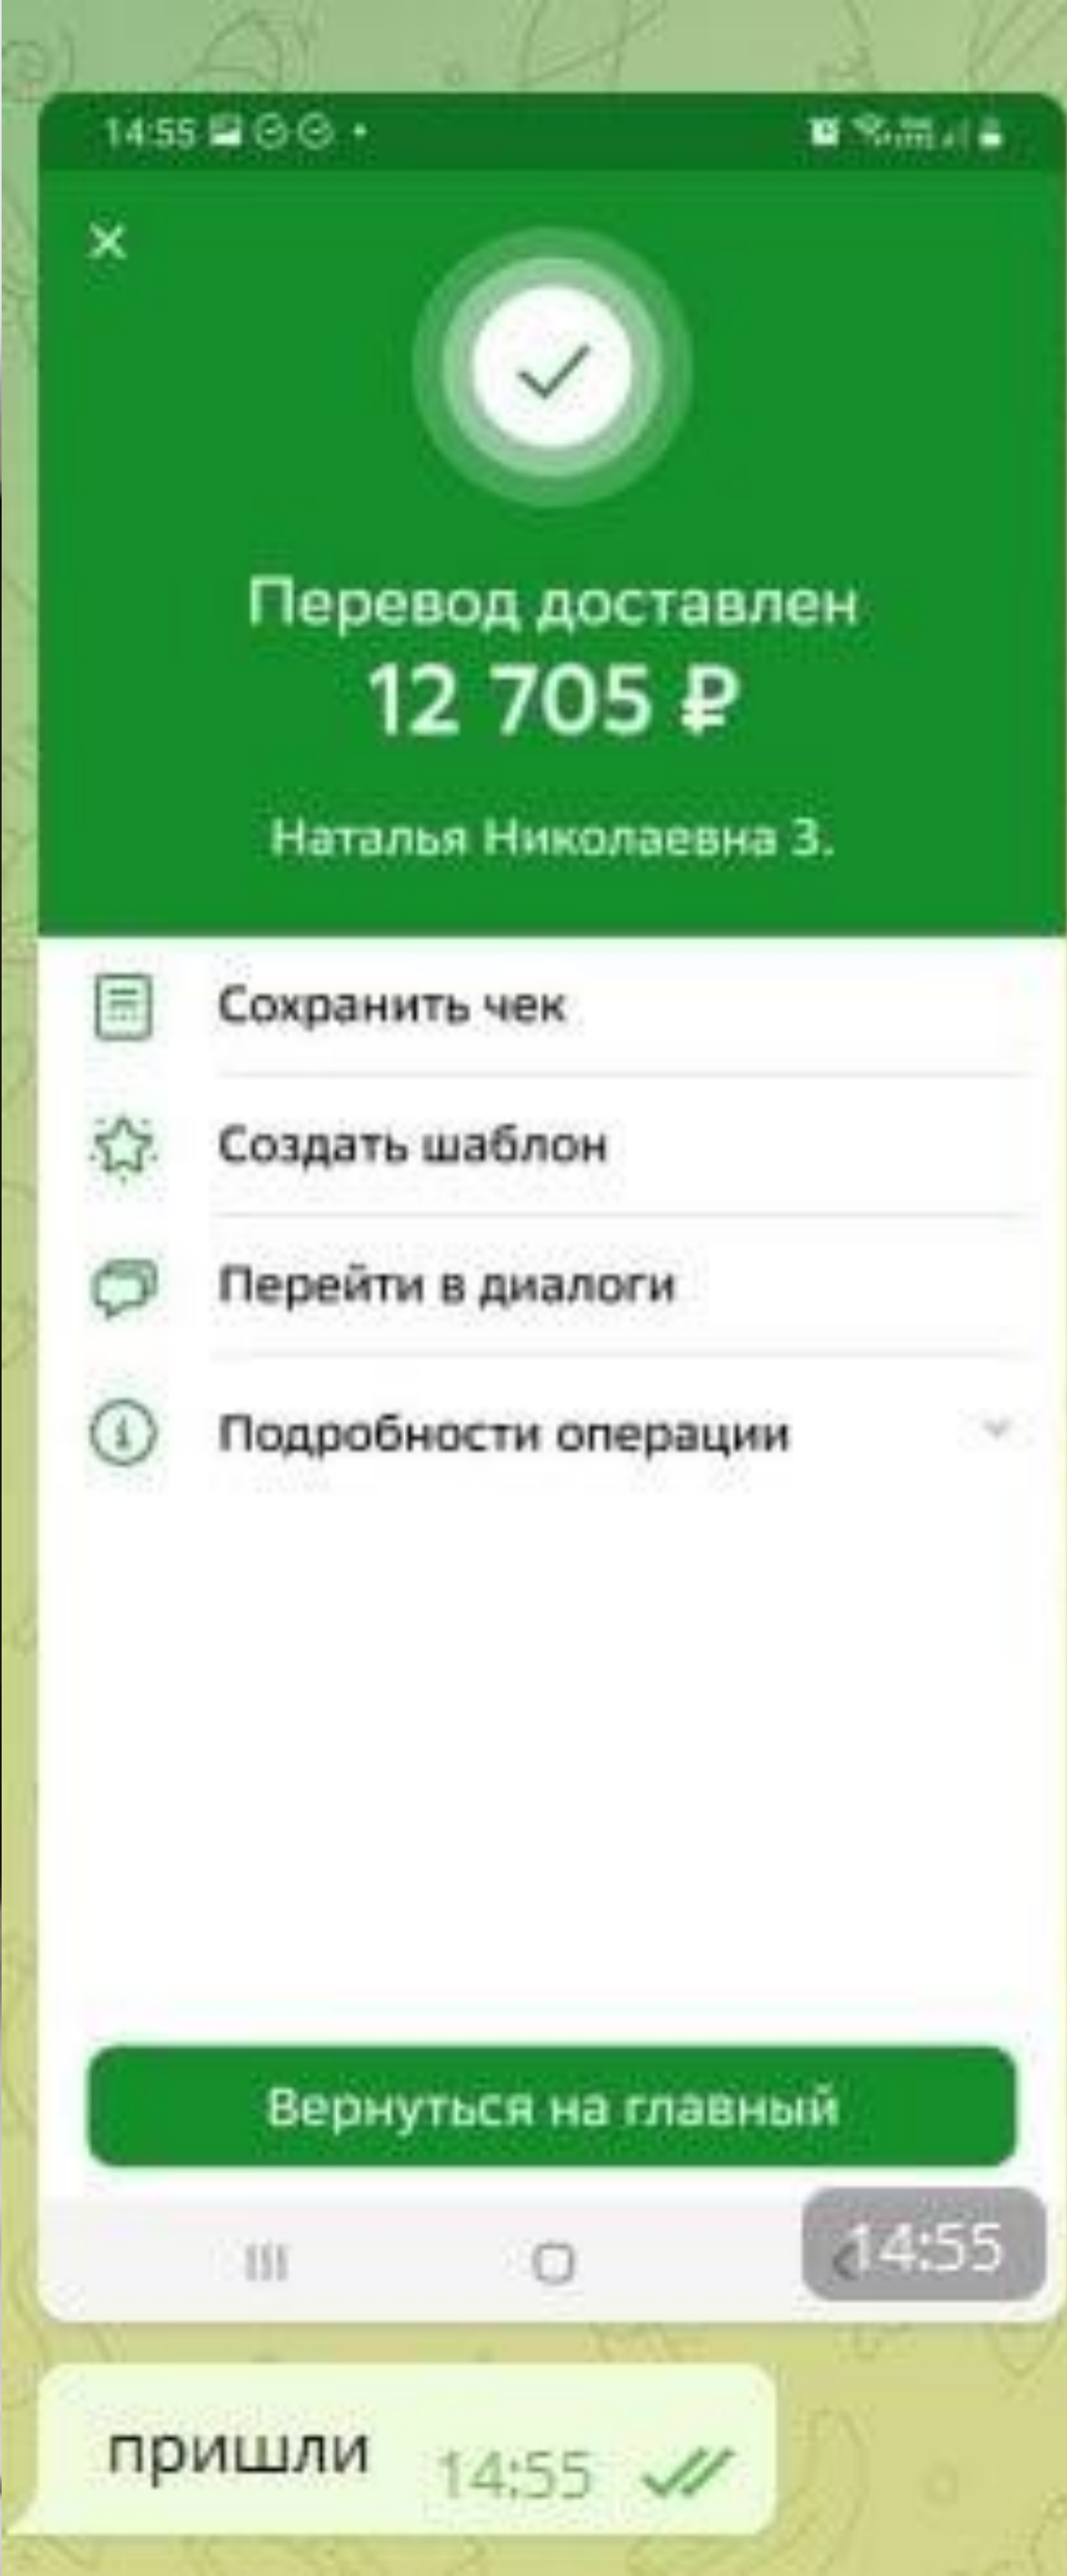 14:55
Перевод доставлен
12 705 ₽
Наталья Николаевна З.
Сохранить чек
Создать шаблон
Перейти в диалоги
Подробности операции
Вернуться на главный
14:55
пришли 14:55